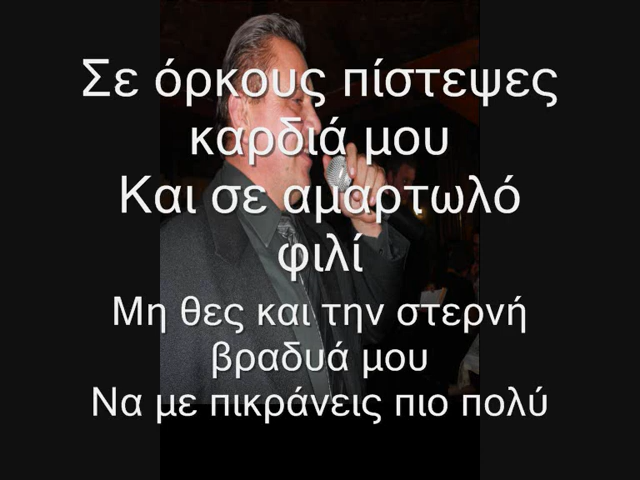 Σε όρκους πίστεψες
καρδιά μου
Και σε αμαρτωλό
φιλί
Μη θες και την στερνή
βραδυά μου
Να με πικράνεις πιο πολύ